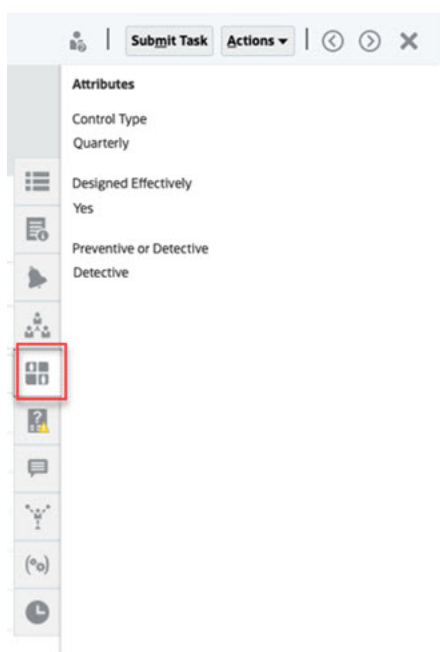 Submit Task Actions
Attributes
Control Type
Quarterly
Designed Effectively
Yes
Preventive or Detective
Detective